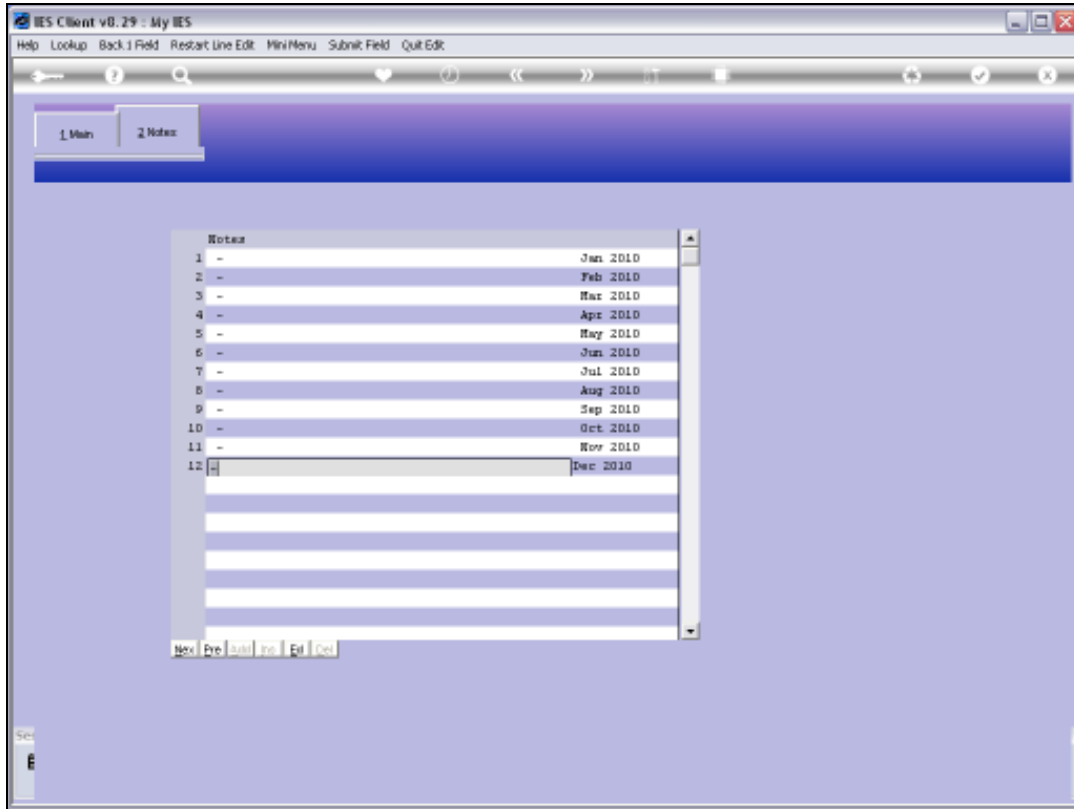 IES Client v8.29 : My IES
Help Lookup Back 1 Field Restart Line Edit MiniMenu Submit Field Quit Edit
1 Main 2 Notes
Notes
1 - Jan 2010
2 - Feb 2010
3 - Mar 2010
4 - Apr 2010
5 - May 2010
6 - Jun 2010
7 - Jul 2010
8 - Aug 2010
9 - Sep 2010
10 - Oct 2010
11 - Nov 2010
12 - Dec 2010
Nex Pre Add Ins Ed Del
Se